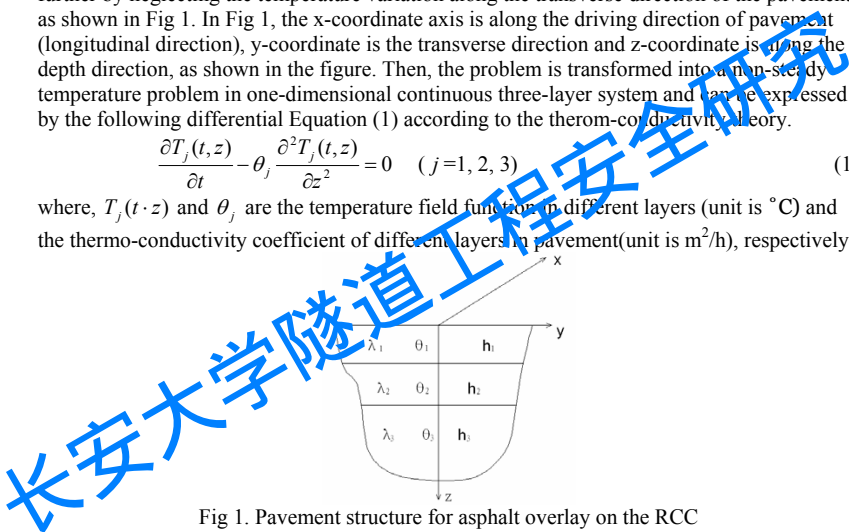 farther by neglecting the temperature variation along the transverse direction of the pavement
as shown in Fig 1. In Fig 1, the x-coordinate axis is along the driving direction of pavement
(longitudinal direction), y-coordinate is the transverse direction and z-coordinate is along the
depth direction, as shown in the figure. Then, the problem is transformed into a non-steady
temperature problem in one-dimensional continuous three-layer system and can be expressed
by the following differential Equation (1) according to the therom-conductivity theory.
∂T_j(t,z)/∂t − θ_j ∂²T_j(t,z)/∂z² = 0 ( j =1, 2, 3) (1
where, T_j(t·z) and θ_j are the temperature field function in different layers (unit is °C) and
the thermo-conductivity coefficient of different layers in pavement(unit is m²/h), respectively
x
y
λ₁ θ₁ h₁
λ₂ θ₂ h₂
λ₃ θ₃ h₃
z
Fig 1. Pavement structure for asphalt overlay on the RCC
长安大学隧道工程安全研究